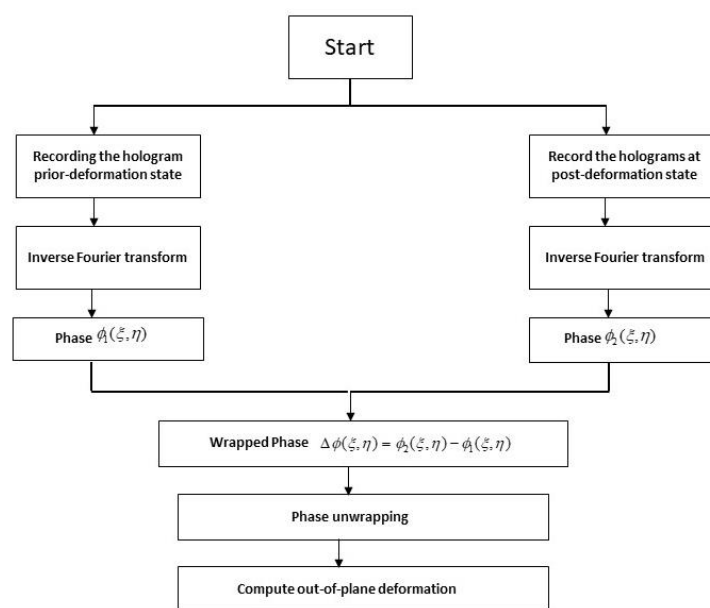 Start
Recording the hologram
prior-deformation state
Record the holograms at
post-deformation state
Inverse Fourier transform
Inverse Fourier transform
Phase ϕ₁(ξ,η)
Phase ϕ₂(ξ,η)
Wrapped Phase Δϕ(ξ,η) = ϕ₂(ξ,η) − ϕ₁(ξ,η)
Phase unwrapping
Compute out-of-plane deformation